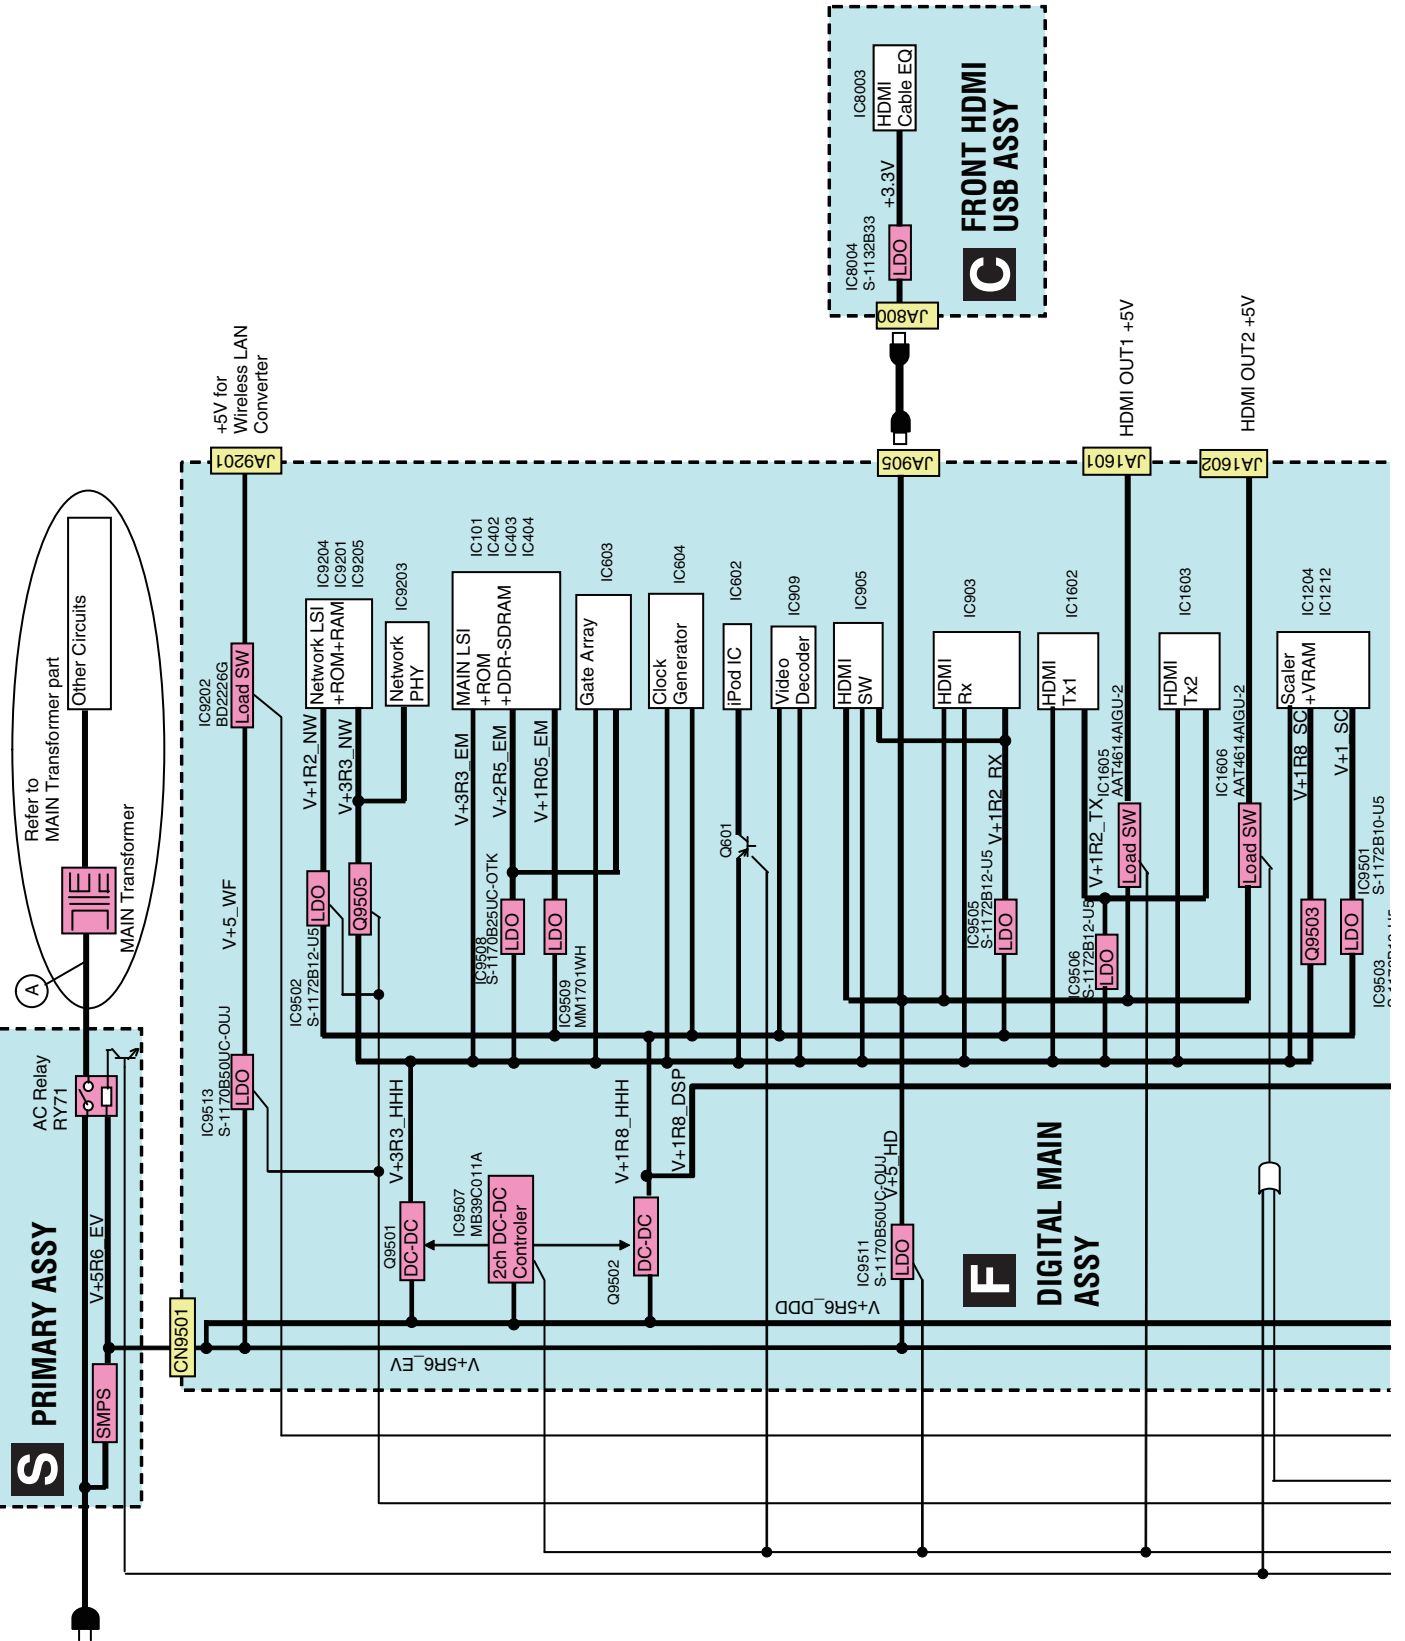 S
PRIMARY ASSY
SMPS
V+5R6_EV
AC Relay
RY71
A
Refer to
MAIN Transformer part
MAIN Transformer
Other Circuits
CN9501
V+5R6_EV
V+5R6_DDD
IC9513
S-1170B50UC-OUJ
LDO
V+5_WF
IC9202
BD2226G
Load SW
JA9201
+5V for
Wireless LAN
Converter
IC9502
S-1172B12-U5
LDO
V+1R2_NW
Q9505
V+3R3_NW
Network LSI
+ROM+RAM
IC9204
IC9201
IC9205
Network
PHY
IC9203
Q9501
DC-DC
V+3R3_HHH
IC9507
MB39C011A
2ch DC-DC
Controler
Q9502
DC-DC
V+1R8_HHH
V+1R8_DSP
V+3R3_EM
IC9508
S-1170B25UC-OTK
LDO
V+2R5_EM
LDO
IC9509
MM1701WH
V+1R05_EM
MAIN LSI
+ROM
+DDR-SDRAM
IC101
IC402
IC403
IC404
Gate Array
IC603
Clock
Generator
IC604
Q601
iPod IC
IC602
Video
Decoder
IC909
HDMI
SW
IC905
IC9511
S-1170B50UC-OUJ
LDO
V+5_HD
JA905
IC9505
S-1172B12-U5
LDO
V+1R2_RX
HDMI
Rx
IC903
IC9506
S-1172B12-U5
LDO
V+1R2_TX
HDMI
Tx1
IC1602
IC1605
AAT4614AIGU-2
Load SW
JA1601
HDMI OUT1 +5V
HDMI
Tx2
IC1603
IC1606
AAT4614AIGU-2
Load SW
JA1602
HDMI OUT2 +5V
Q9503
V+1R8_SC
IC9501
S-1172B10-U5
LDO
V+1_SC
Scaler
+VRAM
IC1204
IC1212
IC9503
F
DIGITAL MAIN
ASSY
JA800
IC8004
S-1132B33
LDO
+3.3V
IC8003
HDMI
Cable EQ
C
FRONT HDMI
USB ASSY